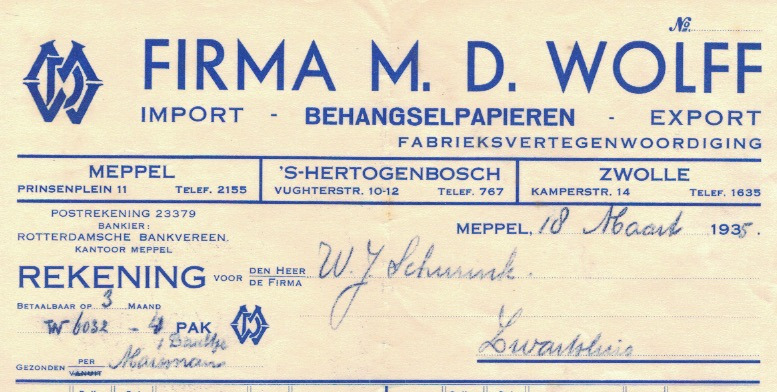 No.
FIRMA M. D. WOLFF
IMPORT - BEHANGSELPAPIEREN - EXPORT
FABRIEKSVERTEGENWOORDIGING
MEPPEL
PRINSENPLEIN 11 TELEF. 2155
'S-HERTOGENBOSCH
VUGHTERSTR. 10-12 TELEF. 767
ZWOLLE
KAMPERSTR. 14 TELEF. 1635
POSTREKENING 23379
BANKIER:
ROTTERDAMSCHE BANKVEREEN.
KANTOOR MEPPEL
MEPPEL, 18 Maart 1935.
REKENING VOOR DEN HEER DE FIRMA W. J. Schuurink.
BETAALBAAR OP 3 MAAND
TW 6032 - 4 PAK
Zwartsluis
GEZONDEN PER VANUIT